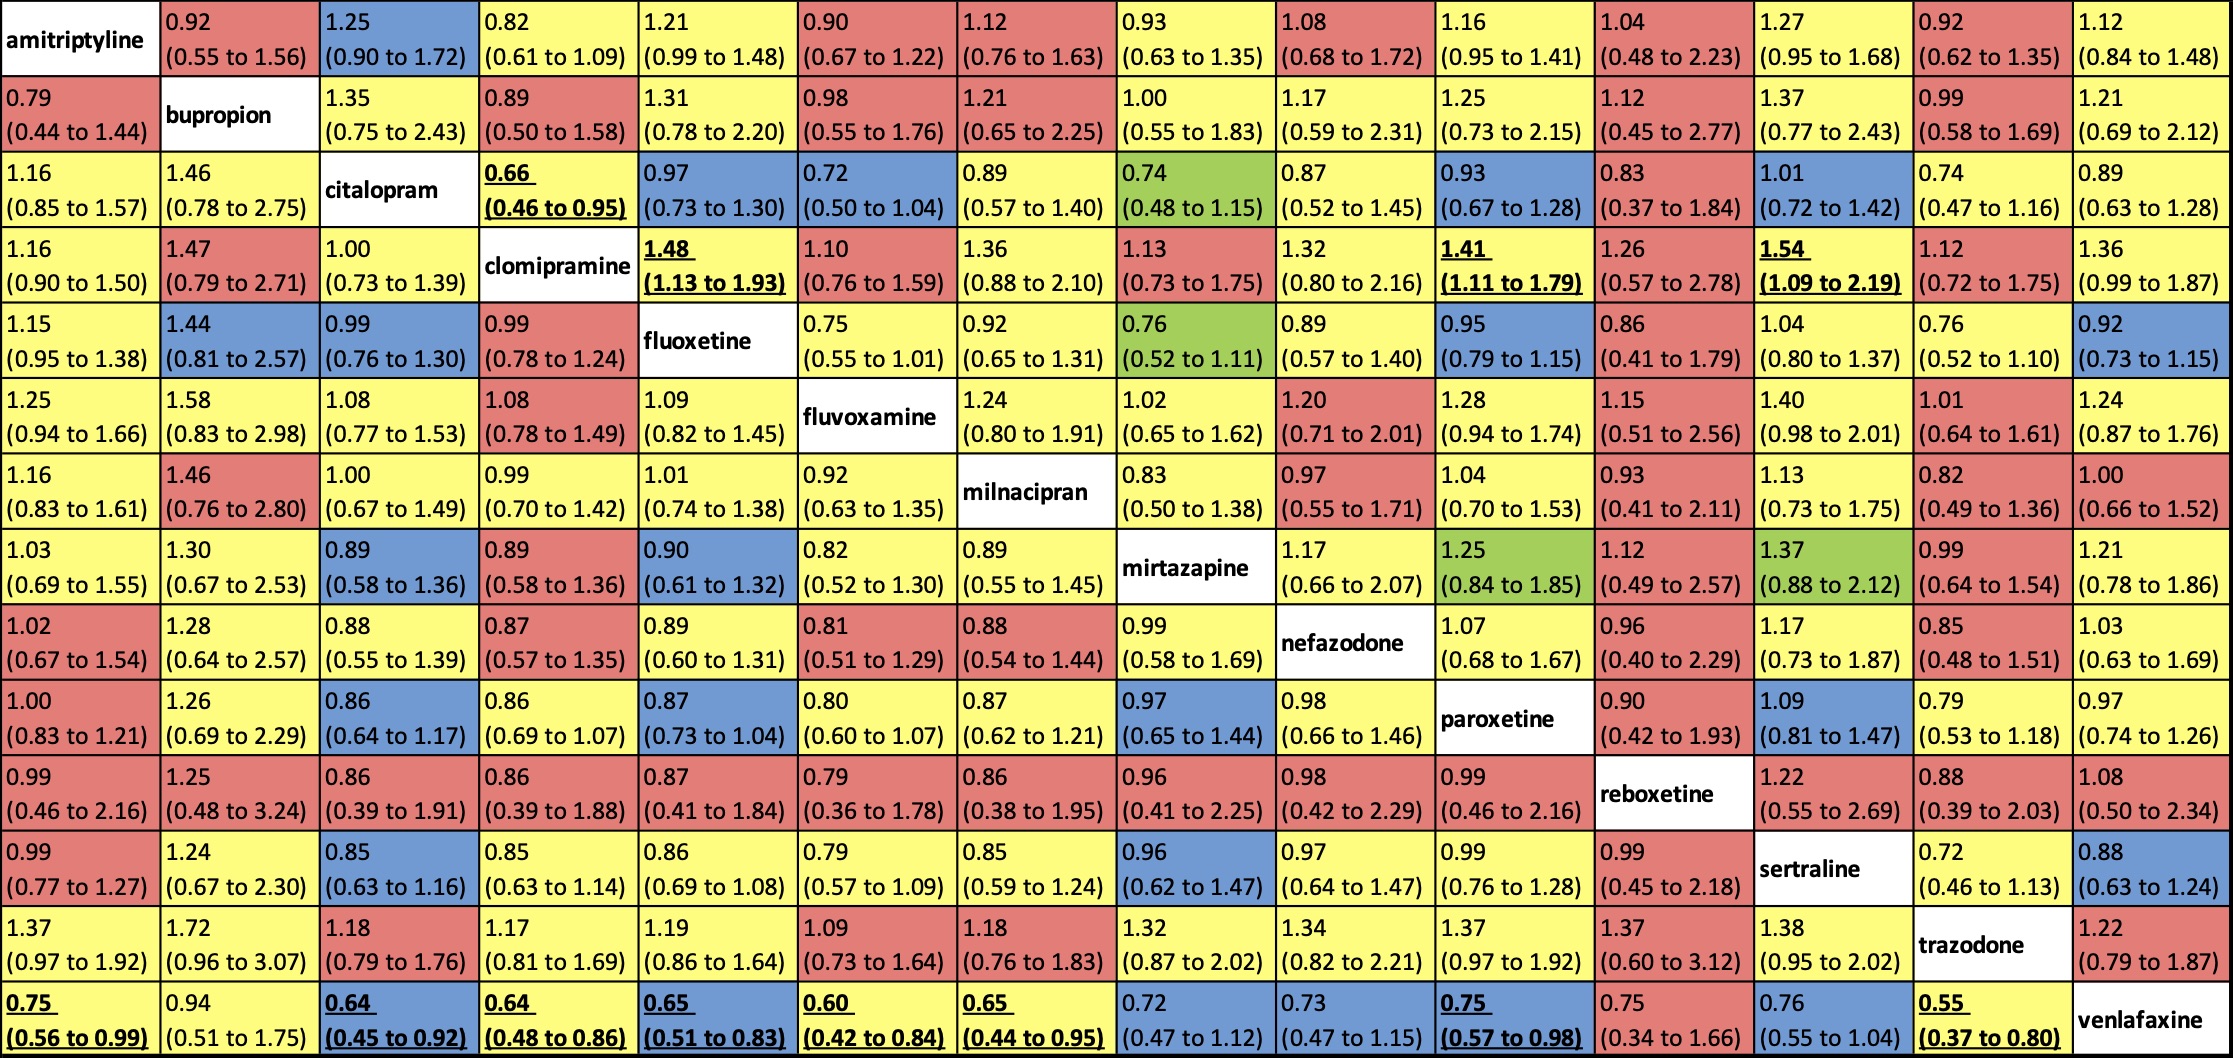 amitriptyline 0.92 1.25 0.82 1.21 0.90 1.12 0.93 1.08 1.16 1.04 1.27 0.92 1.12
(0.55 to 1.56) (0.90 to 1.72) (0.61 to 1.09) (0.99 to 1.48) (0.67 to 1.22) (0.76 to 1.63) (0.63 to 1.35) (0.68 to 1.72) (0.95 to 1.41) (0.48 to 2.23) (0.95 to 1.68) (0.62 to 1.35) (0.84 to 1.48)
0.79 bupropion 1.35 0.89 1.31 0.98 1.21 1.00 1.17 1.25 1.12 1.37 0.99 1.21
(0.44 to 1.44) (0.75 to 2.43) (0.50 to 1.58) (0.78 to 2.20) (0.55 to 1.76) (0.65 to 2.25) (0.55 to 1.83) (0.59 to 2.31) (0.73 to 2.15) (0.45 to 2.77) (0.77 to 2.43) (0.58 to 1.69) (0.69 to 2.12)
1.16 1.46 citalopram 0.66 0.97 0.72 0.89 0.74 0.87 0.93 0.83 1.01 0.74 0.89
(0.85 to 1.57) (0.78 to 2.75) (0.46 to 0.95) (0.73 to 1.30) (0.50 to 1.04) (0.57 to 1.40) (0.48 to 1.15) (0.52 to 1.45) (0.67 to 1.28) (0.37 to 1.84) (0.72 to 1.42) (0.47 to 1.16) (0.63 to 1.28)
1.16 1.47 1.00 clomipramine 1.48 1.10 1.36 1.13 1.32 1.41 1.26 1.54 1.12 1.36
(0.90 to 1.50) (0.79 to 2.71) (0.73 to 1.39) (1.13 to 1.93) (0.76 to 1.59) (0.88 to 2.10) (0.73 to 1.75) (0.80 to 2.16) (1.11 to 1.79) (0.57 to 2.78) (1.09 to 2.19) (0.72 to 1.75) (0.99 to 1.87)
1.15 1.44 0.99 0.99 fluoxetine 0.75 0.92 0.76 0.89 0.95 0.86 1.04 0.76 0.92
(0.95 to 1.38) (0.81 to 2.57) (0.76 to 1.30) (0.78 to 1.24) (0.55 to 1.01) (0.65 to 1.31) (0.52 to 1.11) (0.57 to 1.40) (0.79 to 1.15) (0.41 to 1.79) (0.80 to 1.37) (0.52 to 1.10) (0.73 to 1.15)
1.25 1.58 1.08 1.08 1.09 fluvoxamine 1.24 1.02 1.20 1.28 1.15 1.40 1.01 1.24
(0.94 to 1.66) (0.83 to 2.98) (0.77 to 1.53) (0.78 to 1.49) (0.82 to 1.45) (0.80 to 1.91) (0.65 to 1.62) (0.71 to 2.01) (0.94 to 1.74) (0.51 to 2.56) (0.98 to 2.01) (0.64 to 1.61) (0.87 to 1.76)
1.16 1.46 1.00 0.99 1.01 0.92 milnacipran 0.83 0.97 1.04 0.93 1.13 0.82 1.00
(0.83 to 1.61) (0.76 to 2.80) (0.67 to 1.49) (0.70 to 1.42) (0.74 to 1.38) (0.63 to 1.35) (0.50 to 1.38) (0.55 to 1.71) (0.70 to 1.53) (0.41 to 2.11) (0.73 to 1.75) (0.49 to 1.36) (0.66 to 1.52)
1.03 1.30 0.89 0.89 0.90 0.82 0.89 mirtazapine 1.17 1.25 1.12 1.37 0.99 1.21
(0.69 to 1.55) (0.67 to 2.53) (0.58 to 1.36) (0.58 to 1.36) (0.61 to 1.32) (0.52 to 1.30) (0.55 to 1.45) (0.66 to 2.07) (0.84 to 1.85) (0.49 to 2.57) (0.88 to 2.12) (0.64 to 1.54) (0.78 to 1.86)
1.02 1.28 0.88 0.87 0.89 0.81 0.88 0.99 nefazodone 1.07 0.96 1.17 0.85 1.03
(0.67 to 1.54) (0.64 to 2.57) (0.55 to 1.39) (0.57 to 1.35) (0.60 to 1.31) (0.51 to 1.29) (0.54 to 1.44) (0.58 to 1.69) (0.68 to 1.67) (0.40 to 2.29) (0.73 to 1.87) (0.48 to 1.51) (0.63 to 1.69)
1.00 1.26 0.86 0.86 0.87 0.80 0.87 0.97 0.98 paroxetine 0.90 1.09 0.79 0.97
(0.83 to 1.21) (0.69 to 2.29) (0.64 to 1.17) (0.69 to 1.07) (0.73 to 1.04) (0.60 to 1.07) (0.62 to 1.21) (0.65 to 1.44) (0.66 to 1.46) (0.42 to 1.93) (0.81 to 1.47) (0.53 to 1.18) (0.74 to 1.26)
0.99 1.25 0.86 0.86 0.87 0.79 0.86 0.96 0.98 0.99 reboxetine 1.22 0.88 1.08
(0.46 to 2.16) (0.48 to 3.24) (0.39 to 1.91) (0.39 to 1.88) (0.41 to 1.84) (0.36 to 1.78) (0.38 to 1.95) (0.41 to 2.25) (0.42 to 2.29) (0.46 to 2.16) (0.55 to 2.69) (0.39 to 2.03) (0.50 to 2.34)
0.99 1.24 0.85 0.85 0.86 0.79 0.85 0.96 0.97 0.99 0.99 sertraline 0.72 0.88
(0.77 to 1.27) (0.67 to 2.30) (0.63 to 1.16) (0.63 to 1.14) (0.69 to 1.08) (0.57 to 1.09) (0.59 to 1.24) (0.62 to 1.47) (0.64 to 1.47) (0.76 to 1.28) (0.45 to 2.18) (0.46 to 1.13) (0.63 to 1.24)
1.37 1.72 1.18 1.17 1.19 1.09 1.18 1.32 1.34 1.37 1.37 1.38 trazodone 1.22
(0.97 to 1.92) (0.96 to 3.07) (0.79 to 1.76) (0.81 to 1.69) (0.86 to 1.64) (0.73 to 1.64) (0.76 to 1.83) (0.87 to 2.02) (0.82 to 2.21) (0.97 to 1.92) (0.60 to 3.12) (0.95 to 2.02) (0.79 to 1.87)
0.75 0.94 0.64 0.64 0.65 0.60 0.65 0.72 0.73 0.75 0.75 0.76 0.55 venlafaxine
(0.56 to 0.99) (0.51 to 1.75) (0.45 to 0.92) (0.48 to 0.86) (0.51 to 0.83) (0.42 to 0.84) (0.44 to 0.95) (0.47 to 1.12) (0.47 to 1.15) (0.57 to 0.98) (0.34 to 1.66) (0.55 to 1.04) (0.37 to 0.80)